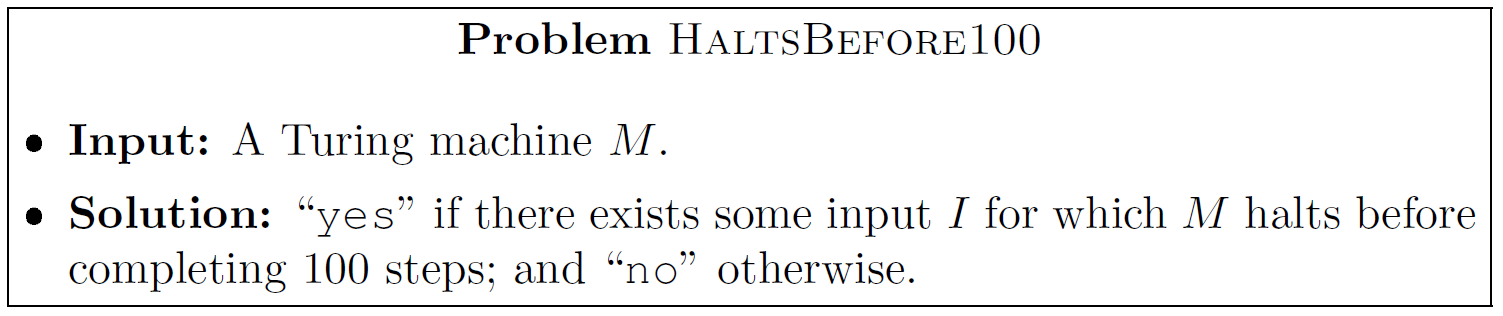 Problem HALTSBEFORE100
• Input: A Turing machine M.
• Solution: “yes” if there exists some input I for which M halts before
completing 100 steps; and “no” otherwise.